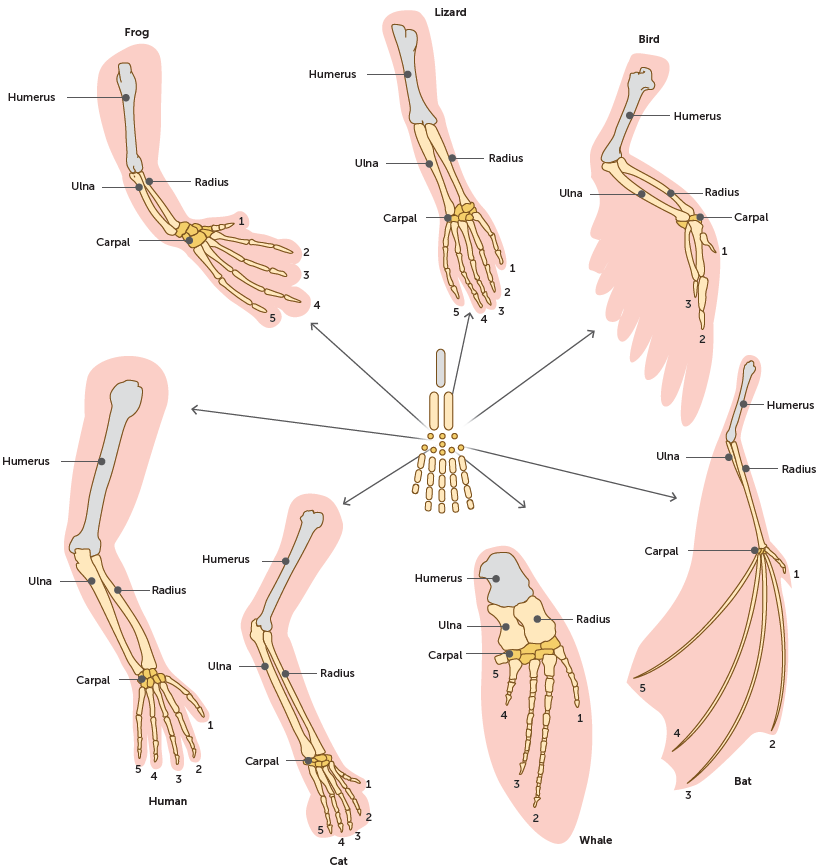 Frog
Humerus
Ulna
Radius
Carpal
1
2
3
4
5
Lizard
Humerus
Ulna
Radius
Carpal
1
2
3
4
5
Bird
Humerus
Ulna
Radius
Carpal
1
3
2
Humerus
Ulna
Radius
Carpal
1
5
4
3
2
Human
Humerus
Ulna
Radius
Carpal
1
2
3
4
5
Cat
Humerus
Ulna
Radius
Carpal
5
4
1
3
2
Whale
Humerus
Ulna
Radius
Carpal
1
5
4
2
3
Bat